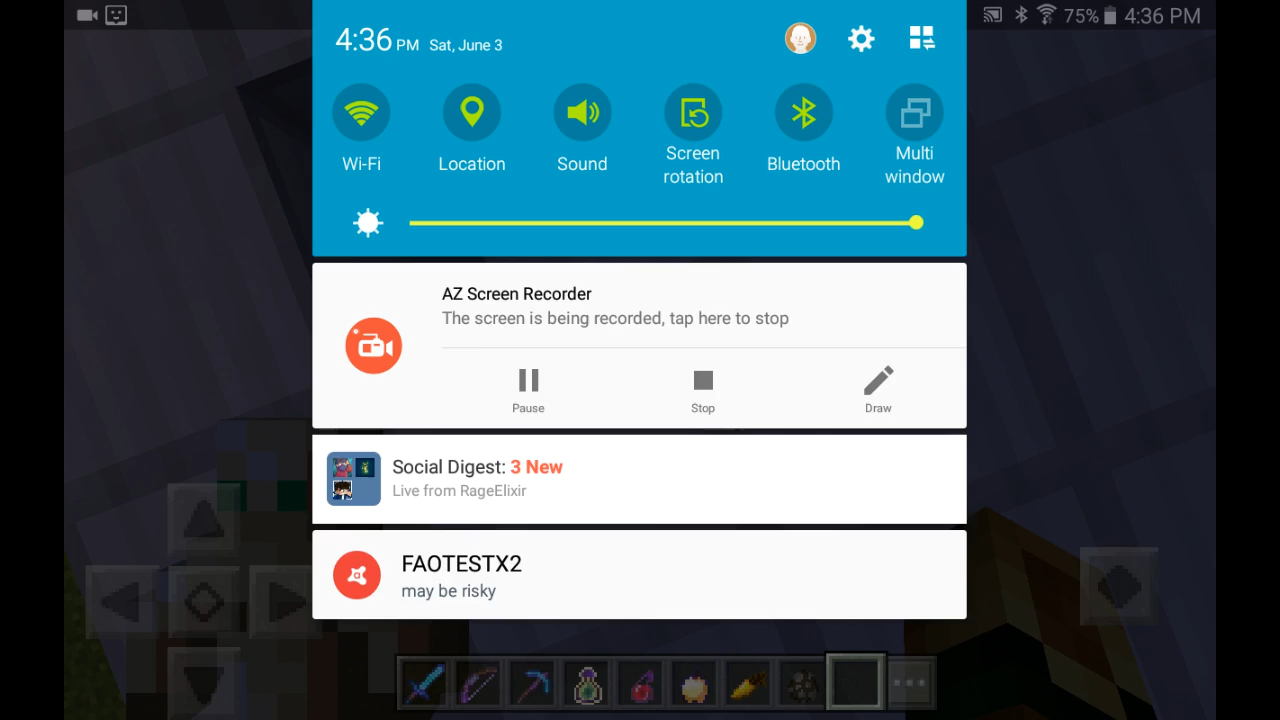 75% 4:36 PM
4:36 PM Sat, June 3
Wi-Fi
Location
Sound
Screen
rotation
Bluetooth
Multi
window
AZ Screen Recorder
The screen is being recorded, tap here to stop
Pause
Stop
Draw
Social Digest: 3 New
Live from RageElixir
FAOTESTX2
may be risky